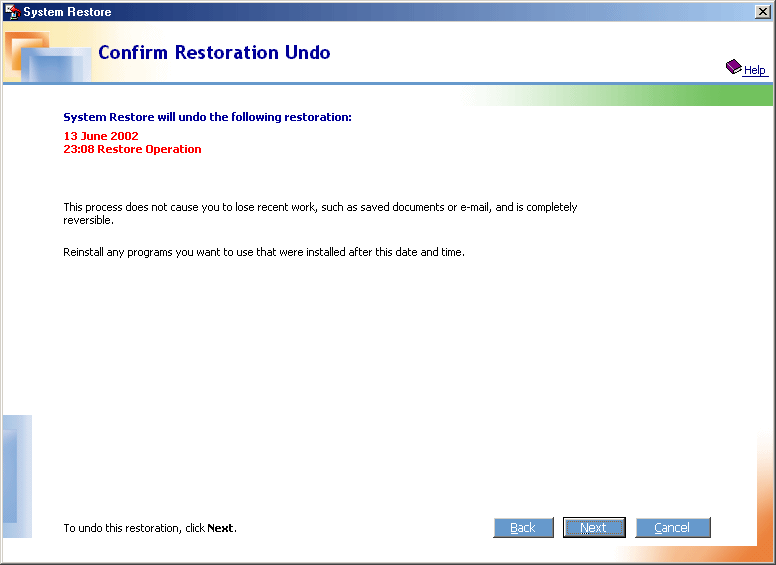 System Restore
Confirm Restoration Undo
Help
System Restore will undo the following restoration:
13 June 2002
23:08 Restore Operation
This process does not cause you to lose recent work, such as saved documents or e-mail, and is completely
reversible.
Reinstall any programs you want to use that were installed after this date and time.
To undo this restoration, click Next.
Back
Next
Cancel